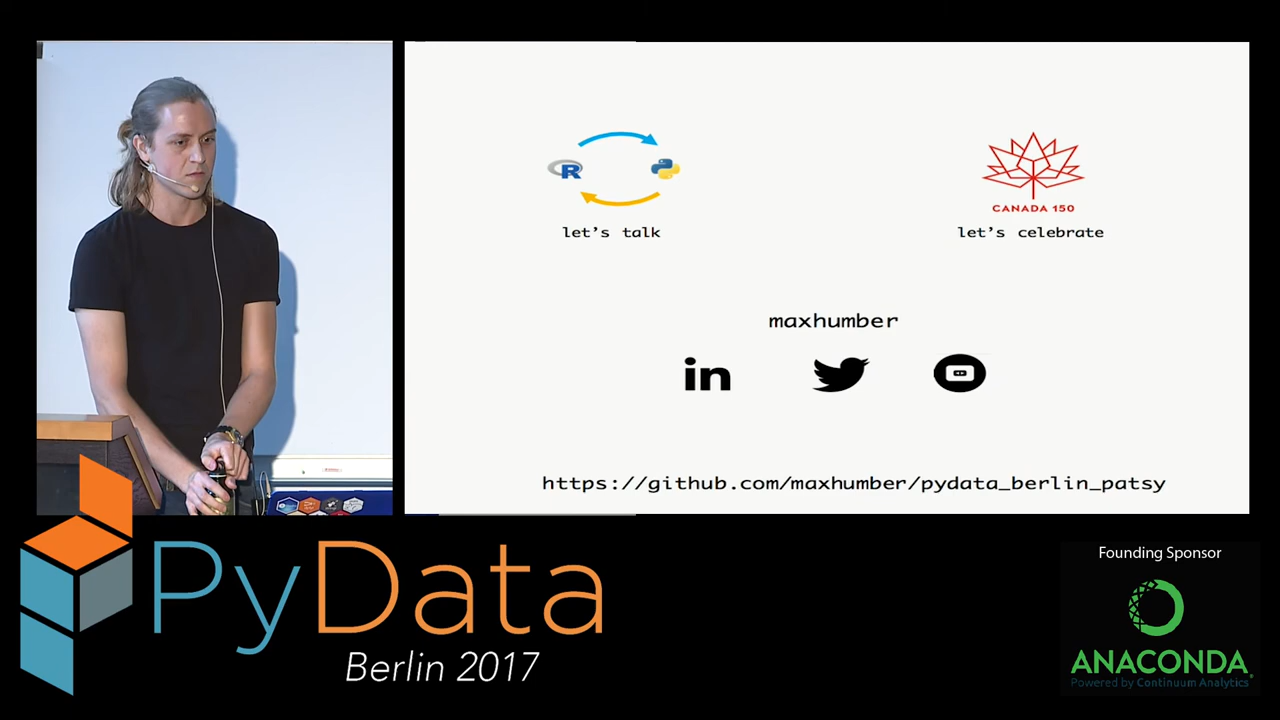 R
let's talk
CANADA 150
let's celebrate
maxhumber
in
https://github.com/maxhumber/pydata_berlin_patsy
PyData
Berlin 2017
Founding Sponsor
ANACONDA
Powered by Continuum Analytics